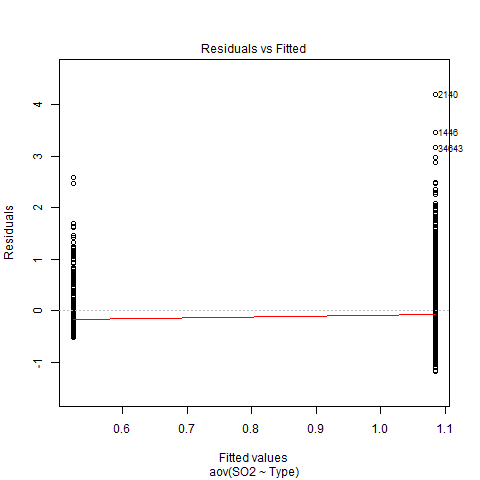 Residuals vs Fitted
2140
1446
34643
4
3
2
1
0
-1
Residuals
0.6 0.7 0.8 0.9 1.0 1.1
Fitted values
aov(SO2 ~ Type)